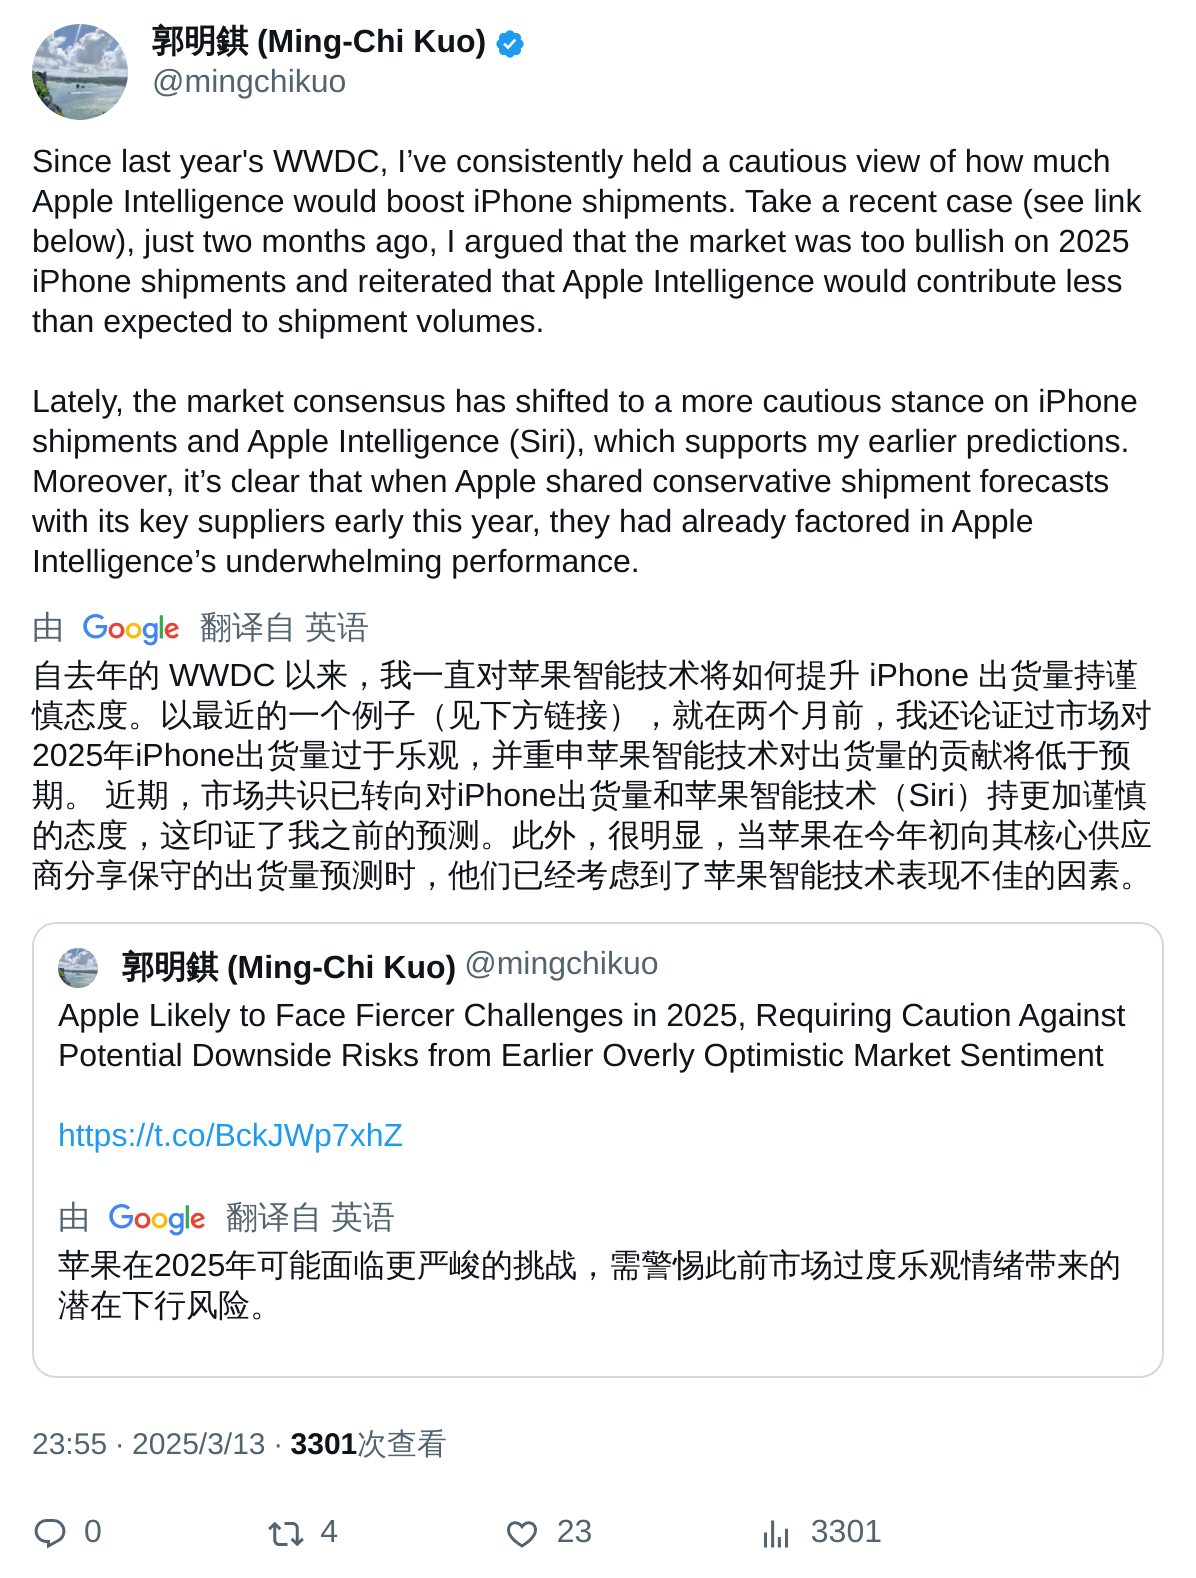 郭明錤 (Ming-Chi Kuo)
@mingchikuo
Since last year's WWDC, I’ve consistently held a cautious view of how much
Apple Intelligence would boost iPhone shipments. Take a recent case (see link
below), just two months ago, I argued that the market was too bullish on 2025
iPhone shipments and reiterated that Apple Intelligence would contribute less
than expected to shipment volumes.
Lately, the market consensus has shifted to a more cautious stance on iPhone
shipments and Apple Intelligence (Siri), which supports my earlier predictions.
Moreover, it’s clear that when Apple shared conservative shipment forecasts
with its key suppliers early this year, they had already factored in Apple
Intelligence’s underwhelming performance.
由 Google 翻译自 英语
自去年的 WWDC 以来，我一直对苹果智能技术将如何提升 iPhone 出货量持谨
慎态度。以最近的一个例子（见下方链接），就在两个月前，我还论证过市场对
2025年iPhone出货量过于乐观，并重申苹果智能技术对出货量的贡献将低于预
期。 近期，市场共识已转向对iPhone出货量和苹果智能技术（Siri）持更加谨慎
的态度，这印证了我之前的预测。此外，很明显，当苹果在今年初向其核心供应
商分享保守的出货量预测时，他们已经考虑到了苹果智能技术表现不佳的因素。
郭明錤 (Ming-Chi Kuo) @mingchikuo
Apple Likely to Face Fiercer Challenges in 2025, Requiring Caution Against
Potential Downside Risks from Earlier Overly Optimistic Market Sentiment
https://t.co/BckJWp7xhZ
由 Google 翻译自 英语
苹果在2025年可能面临更严峻的挑战，需警惕此前市场过度乐观情绪带来的
潜在下行风险。
23:55 · 2025/3/13 · 3301次查看
0 4 23 3301